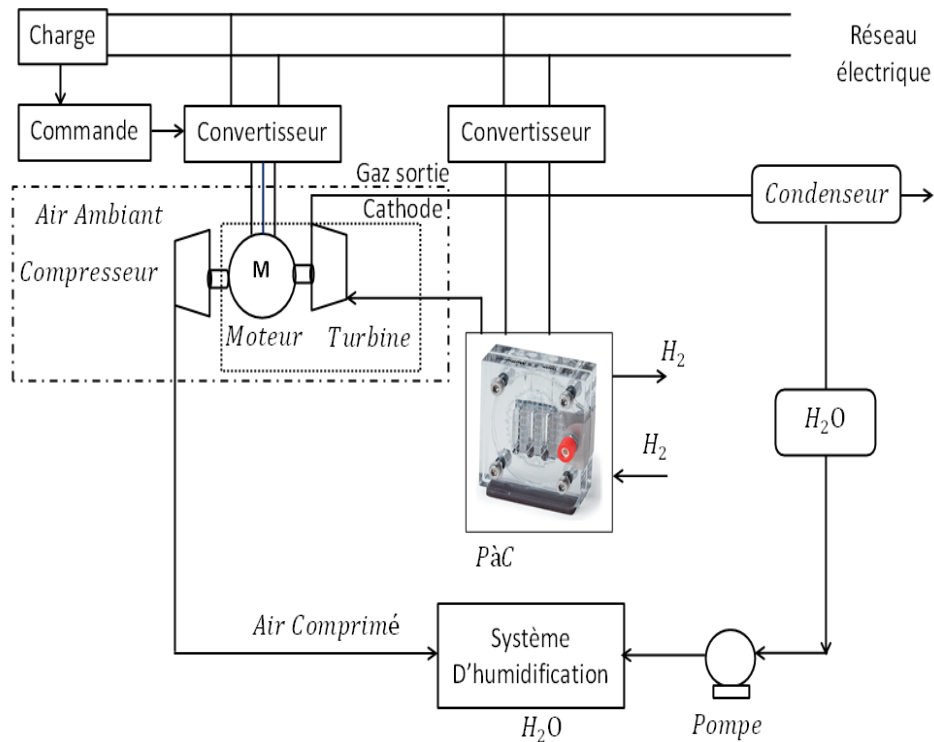 Charge
Réseau
électrique
Commande
Convertisseur
Convertisseur
Gaz sortie
Cathode
Condenseur
Air Ambiant
Compresseur
M
Moteur
Turbine
H₂
H₂
H₂O
PàC
Air Comprimé
Système
D'humidification
H₂O
Pompe